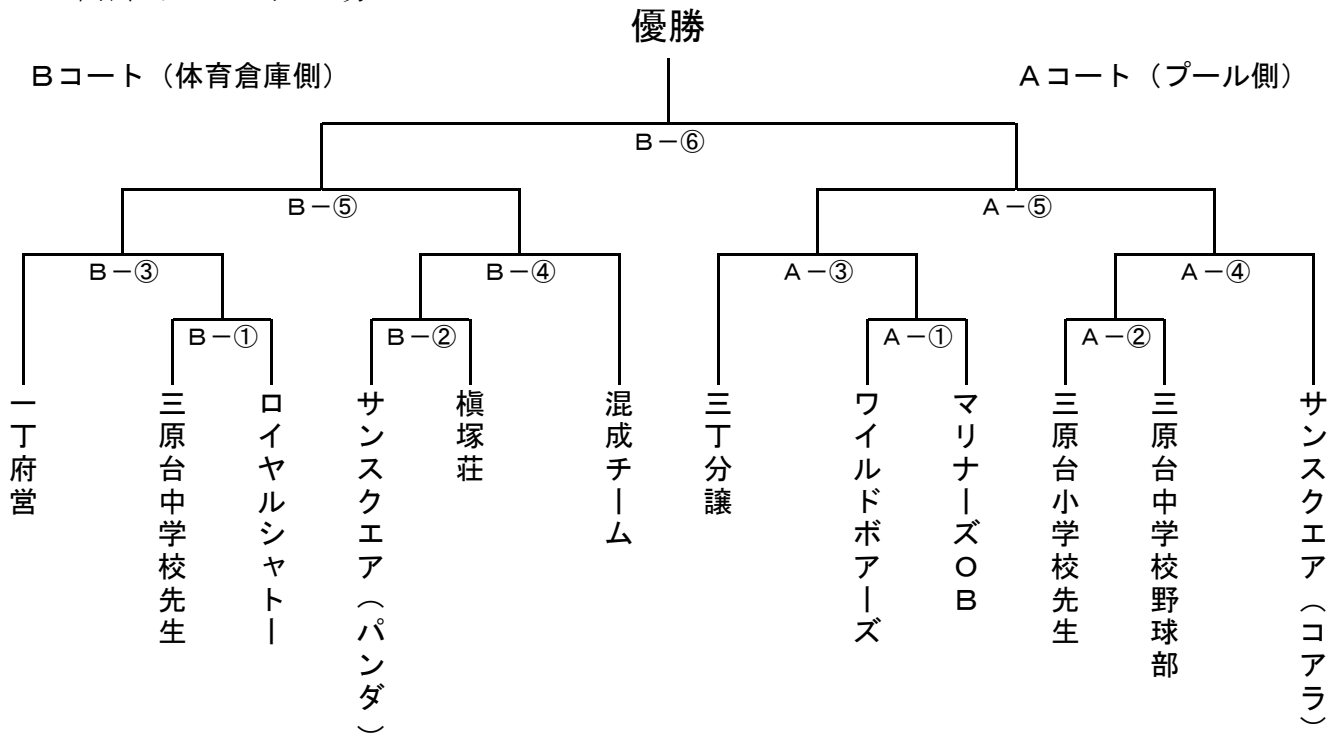 優勝
Bコート（体育倉庫側）
Aコート（プール側）
B－⑥
B－⑤
A－⑤
B－③
B－④
A－③
A－④
B－①
B－②
A－①
A－②
一丁府営
三原台中学校先生
ロイヤルシャトー
サンスクエア（パンダ）
槇塚荘
混成チーム
三丁分譲
ワイルドボアーズ
マリナーズOB
三原台小学校先生
三原台中学校野球部
サンスクエア（コアラ）